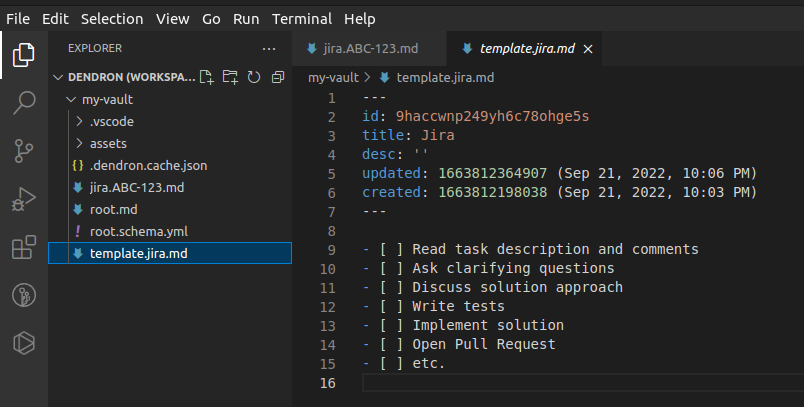 File Edit Selection View Go Run Terminal Help
EXPLORER ...
DENDRON (WORKSPA...
my-vault
.vscode
assets
{} .dendron.cache.json
jira.ABC-123.md
root.md
! root.schema.yml
template.jira.md
jira.ABC-123.md template.jira.md ×
my-vault > template.jira.md
1 ---
2 id: 9haccwnp249yh6c78ohge5s
3 title: Jira
4 desc: ''
5 updated: 1663812364907 (Sep 21, 2022, 10:06 PM)
6 created: 1663812198038 (Sep 21, 2022, 10:03 PM)
7 ---
8
9 - [ ] Read task description and comments
10 - [ ] Ask clarifying questions
11 - [ ] Discuss solution approach
12 - [ ] Write tests
13 - [ ] Implement solution
14 - [ ] Open Pull Request
15 - [ ] etc.
16